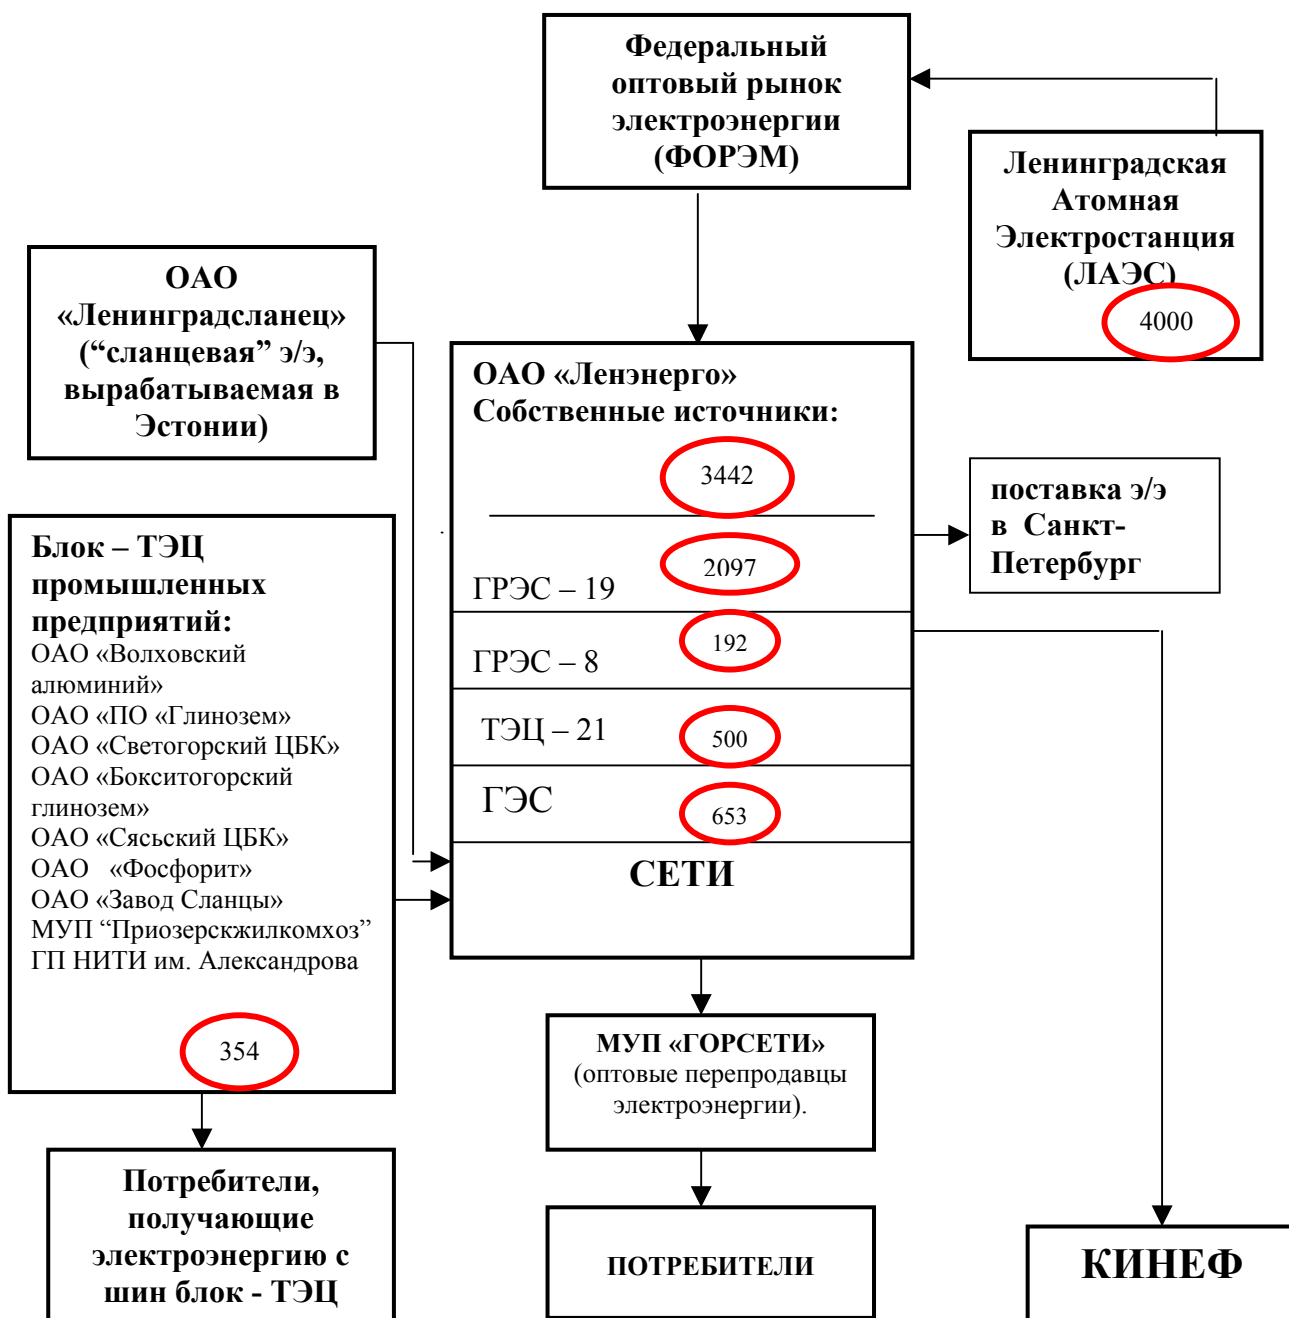 Федеральный
оптовый рынок
электроэнергии
(ФОРЭМ)
Ленинградская
Атомная
Электростанция
(ЛАЭС)
4000
ОАО
«Ленинградсланец»
(“сланцевая” э/э,
вырабатываемая в
Эстонии)
ОАО «Ленэнерго»
Собственные источники:
3442
ГРЭС – 19
2097
ГРЭС – 8
192
ТЭЦ – 21
500
ГЭС
653
СЕТИ
поставка э/э
в Санкт-
Петербург
Блок – ТЭЦ
промышленных
предприятий:
ОАО «Волховский
алюминий»
ОАО «ПО «Глинозем»
ОАО «Светогорский ЦБК»
ОАО «Бокситогорский
глинозем»
ОАО «Сясьский ЦБК»
ОАО «Фосфорит»
ОАО «Завод Сланцы»
МУП “Приозерскжилкомхоз”
ГП НИТИ им. Александрова
354
МУП «ГОРСЕТИ»
(оптовые перепродавцы
электроэнергии).
Потребители,
получающие
электроэнергию с
шин блок - ТЭЦ
ПОТРЕБИТЕЛИ
КИНЕФ